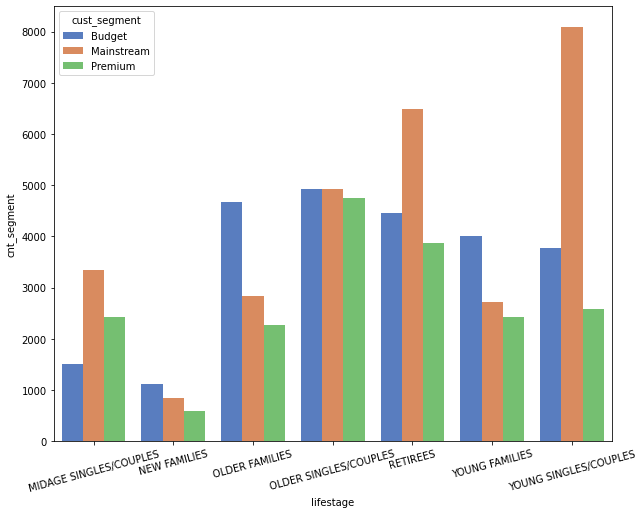 cust_segment
Budget
Mainstream
Premium
cnt_segment
8000
7000
6000
5000
4000
3000
2000
1000
0
MIDAGE SINGLES/COUPLES
NEW FAMILIES
OLDER FAMILIES
OLDER SINGLES/COUPLES
RETIREES
YOUNG FAMILIES
YOUNG SINGLES/COUPLES
lifestage